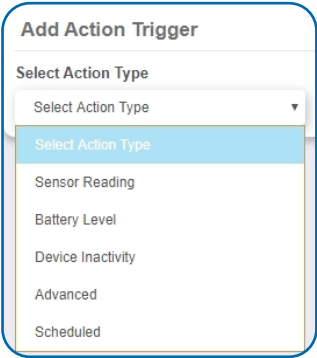 Add Action Trigger
Select Action Type
Select Action Type
Select Action Type
Sensor Reading
Battery Level
Device Inactivity
Advanced
Scheduled